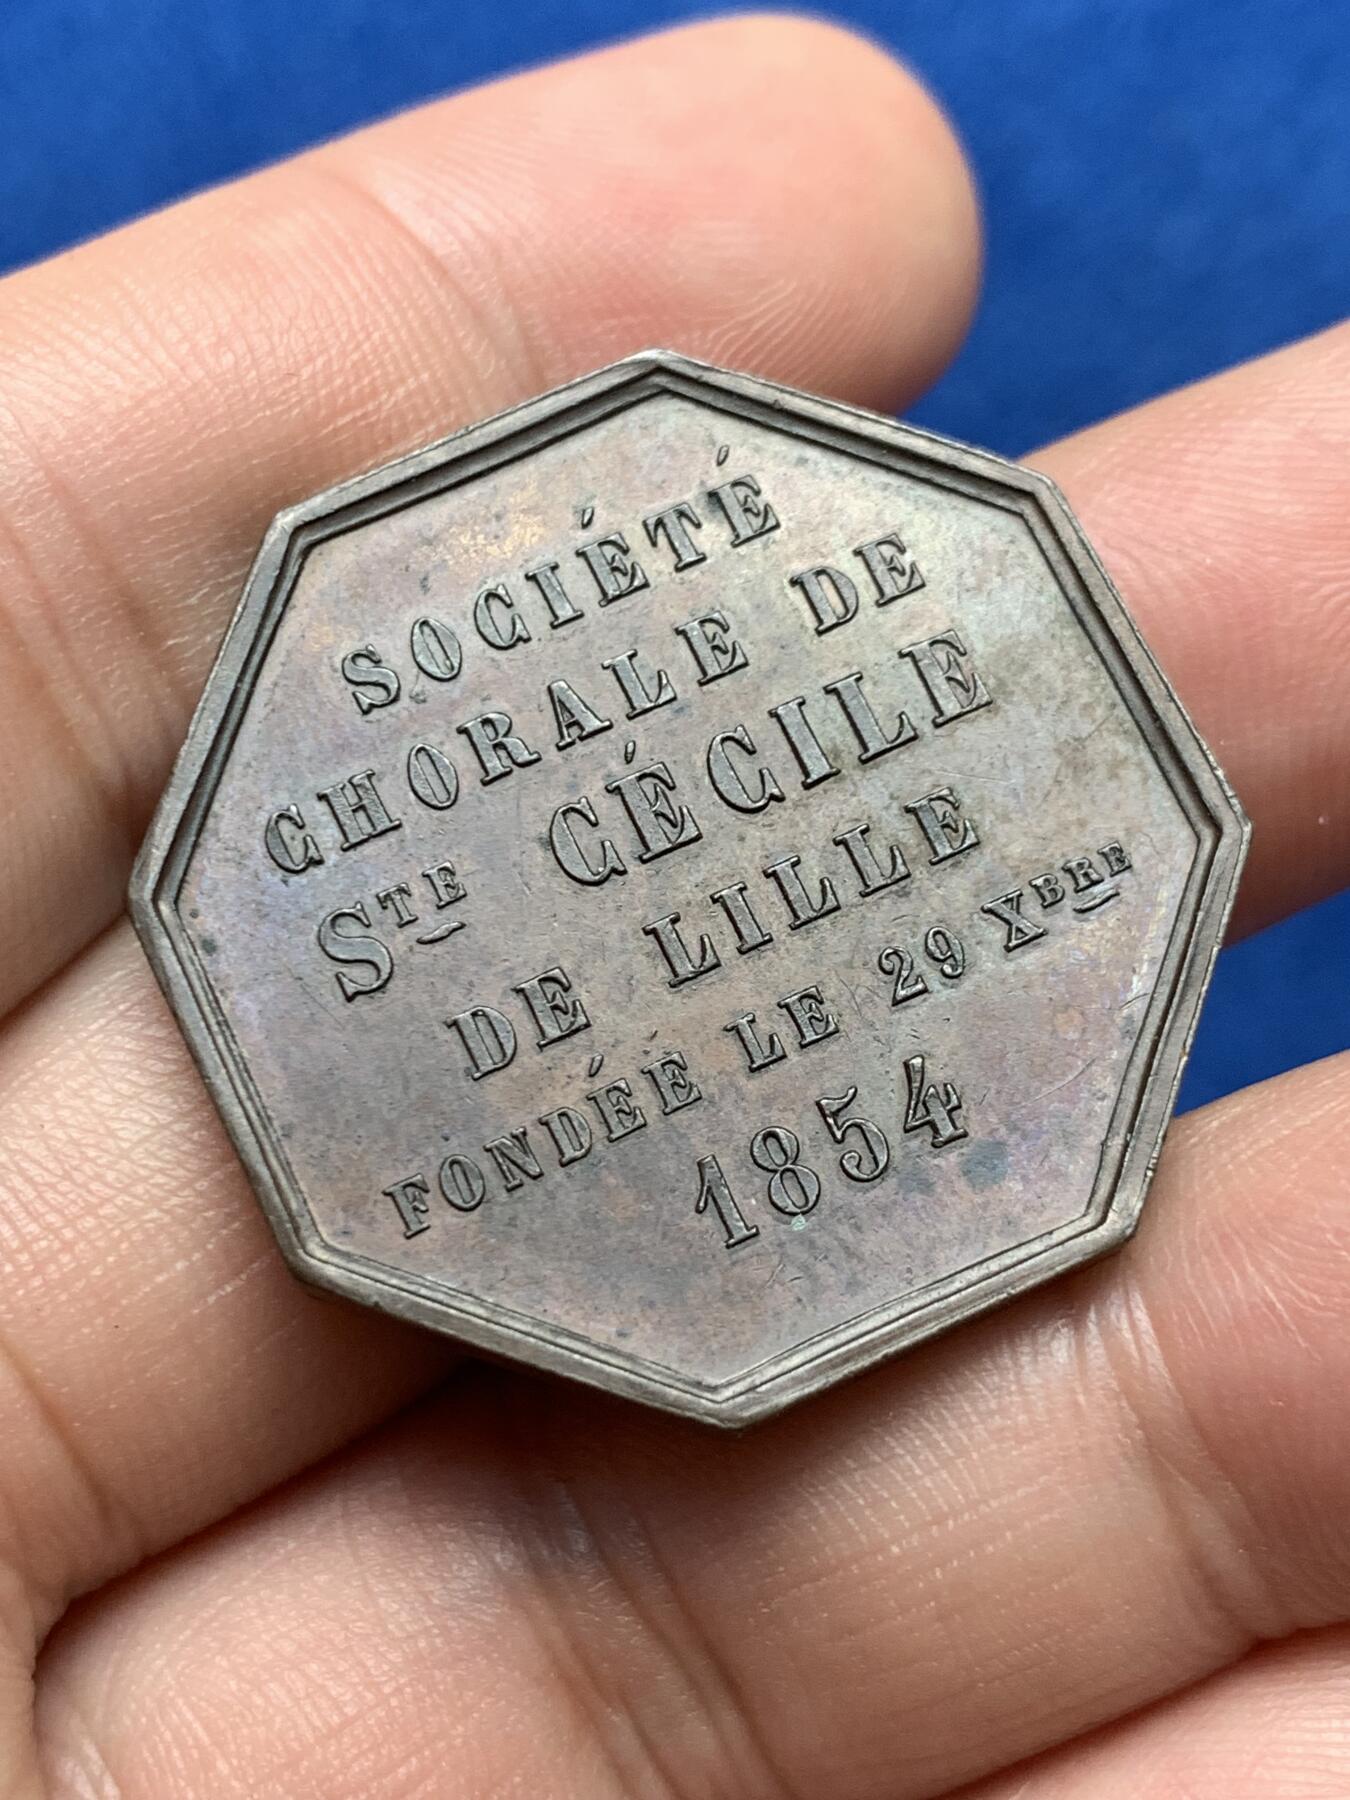 SOCIÉTÉ
CHORALE DE
STE CÉCILE
DE LILLE
FONDÉE LE 29 XBRE
1854